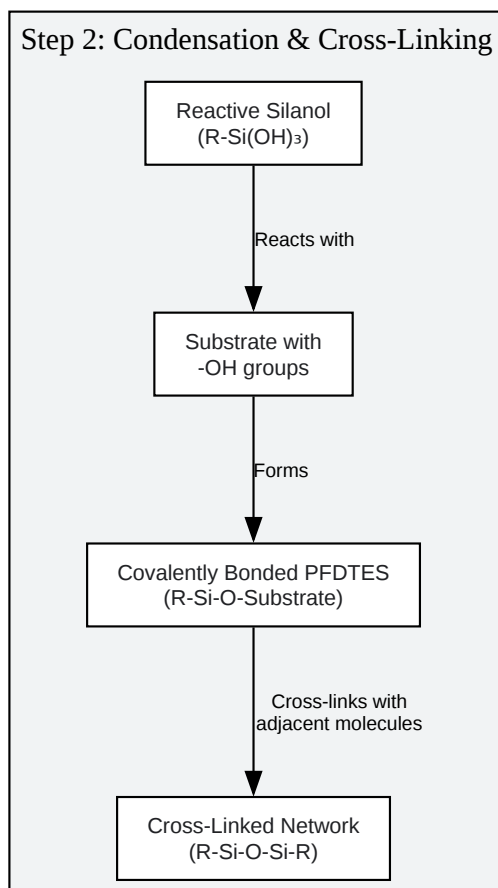 Step 2: Condensation & Cross-Linking
Reactive Silanol
(R-Si(OH)₃)
Reacts with
Substrate with
-OH groups
Forms
Covalently Bonded PFDTES
(R-Si-O-Substrate)
Cross-links with
adjacent molecules
Cross-Linked Network
(R-Si-O-Si-R)